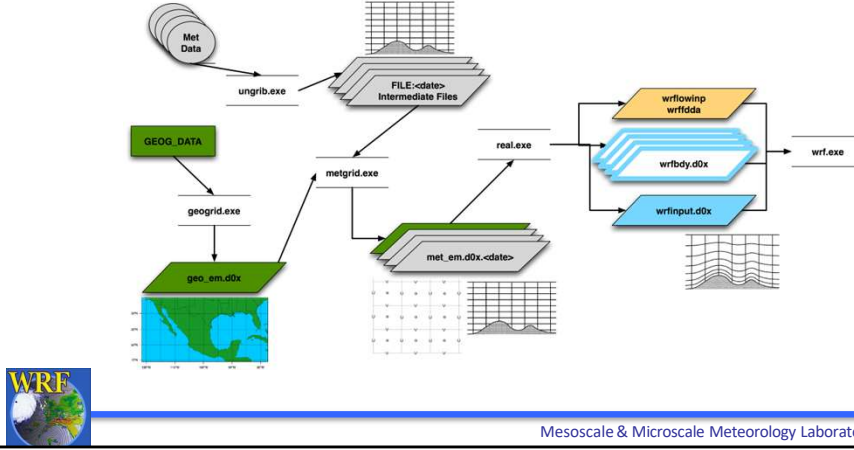 Met
Data
ungrib.exe
FILE:<date>
Intermediate Files
wrflowinp
wrffdda
GEOG_DATA
real.exe
wrfbdy.d0x
wrf.exe
metgrid.exe
geogrid.exe
wrfinput.d0x
met_em.d0x.<date>
geo_em.d0x
WRF
Mesoscale & Microscale Meteorology Laborat